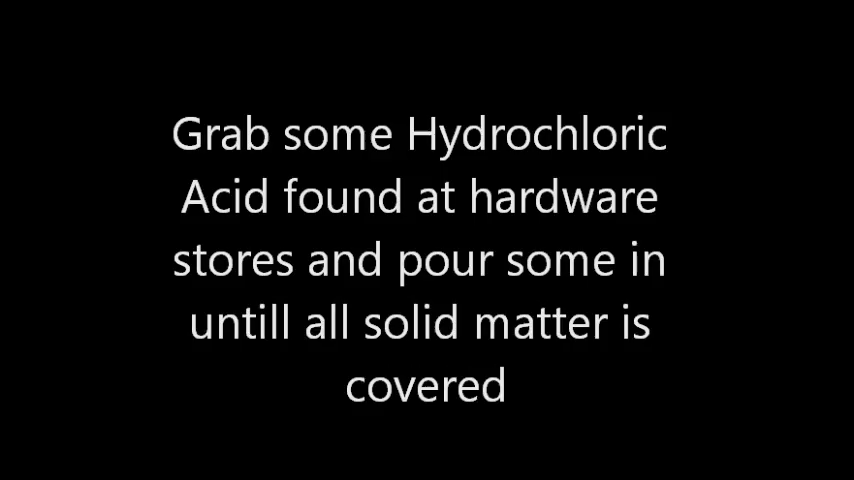 Grab some Hydrochloric
Acid found at hardware
stores and pour some in
untill all solid matter is
covered